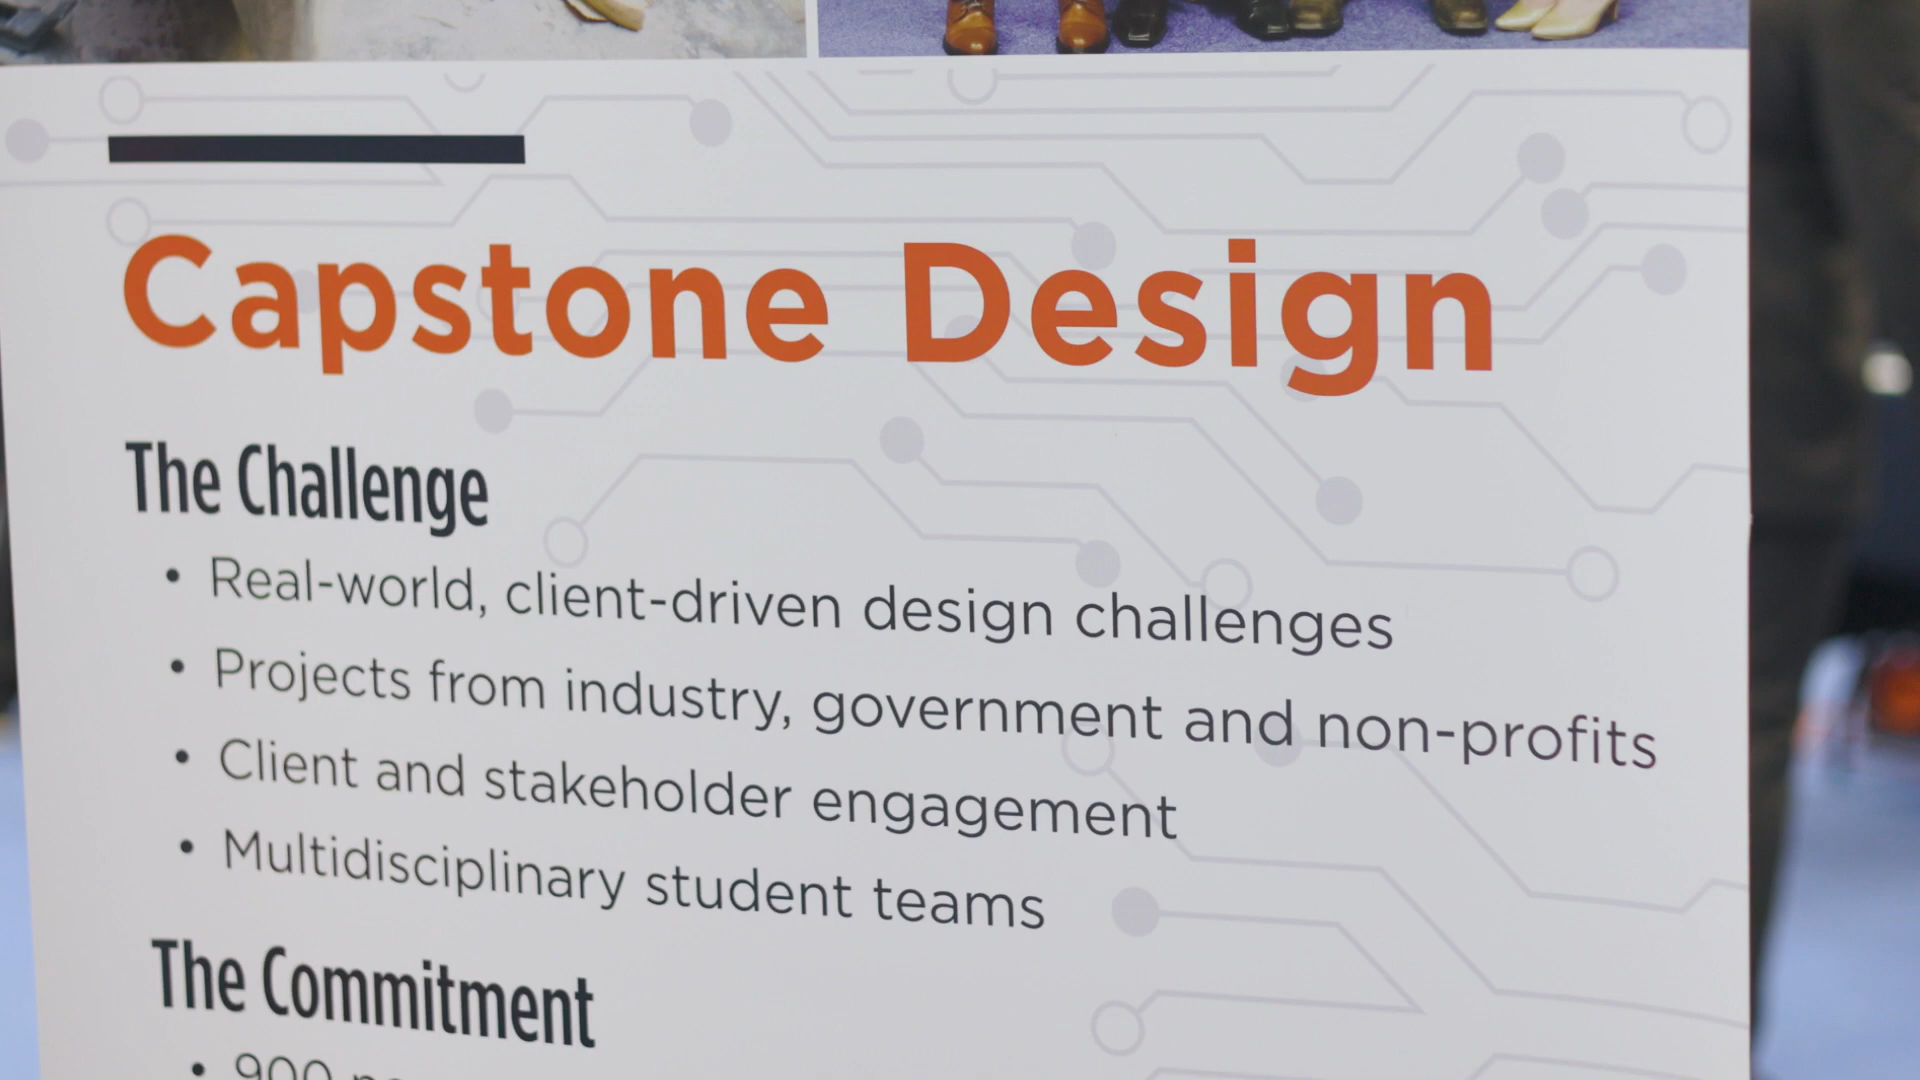 Capstone Design
The Challenge
• Real-world, client-driven design challenges
• Projects from industry, government and non-profits
• Client and stakeholder engagement
• Multidisciplinary student teams
The Commitment
• 900